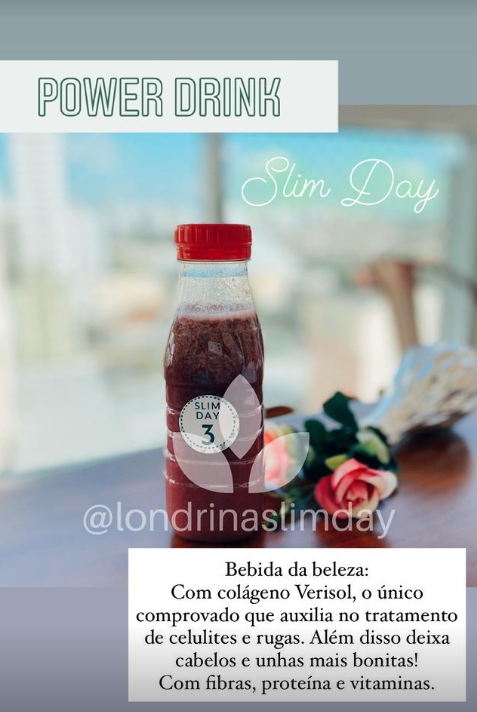 POWER DRINK
Slim Day
SLIM
DAY
3
@londrinaslimday
Bebida da beleza:
Com colágeno Verisol, o único
comprovado que auxilia no tratamento
de celulites e rugas. Além disso deixa
cabelos e unhas mais bonitas!
Com fibras, proteína e vitaminas.